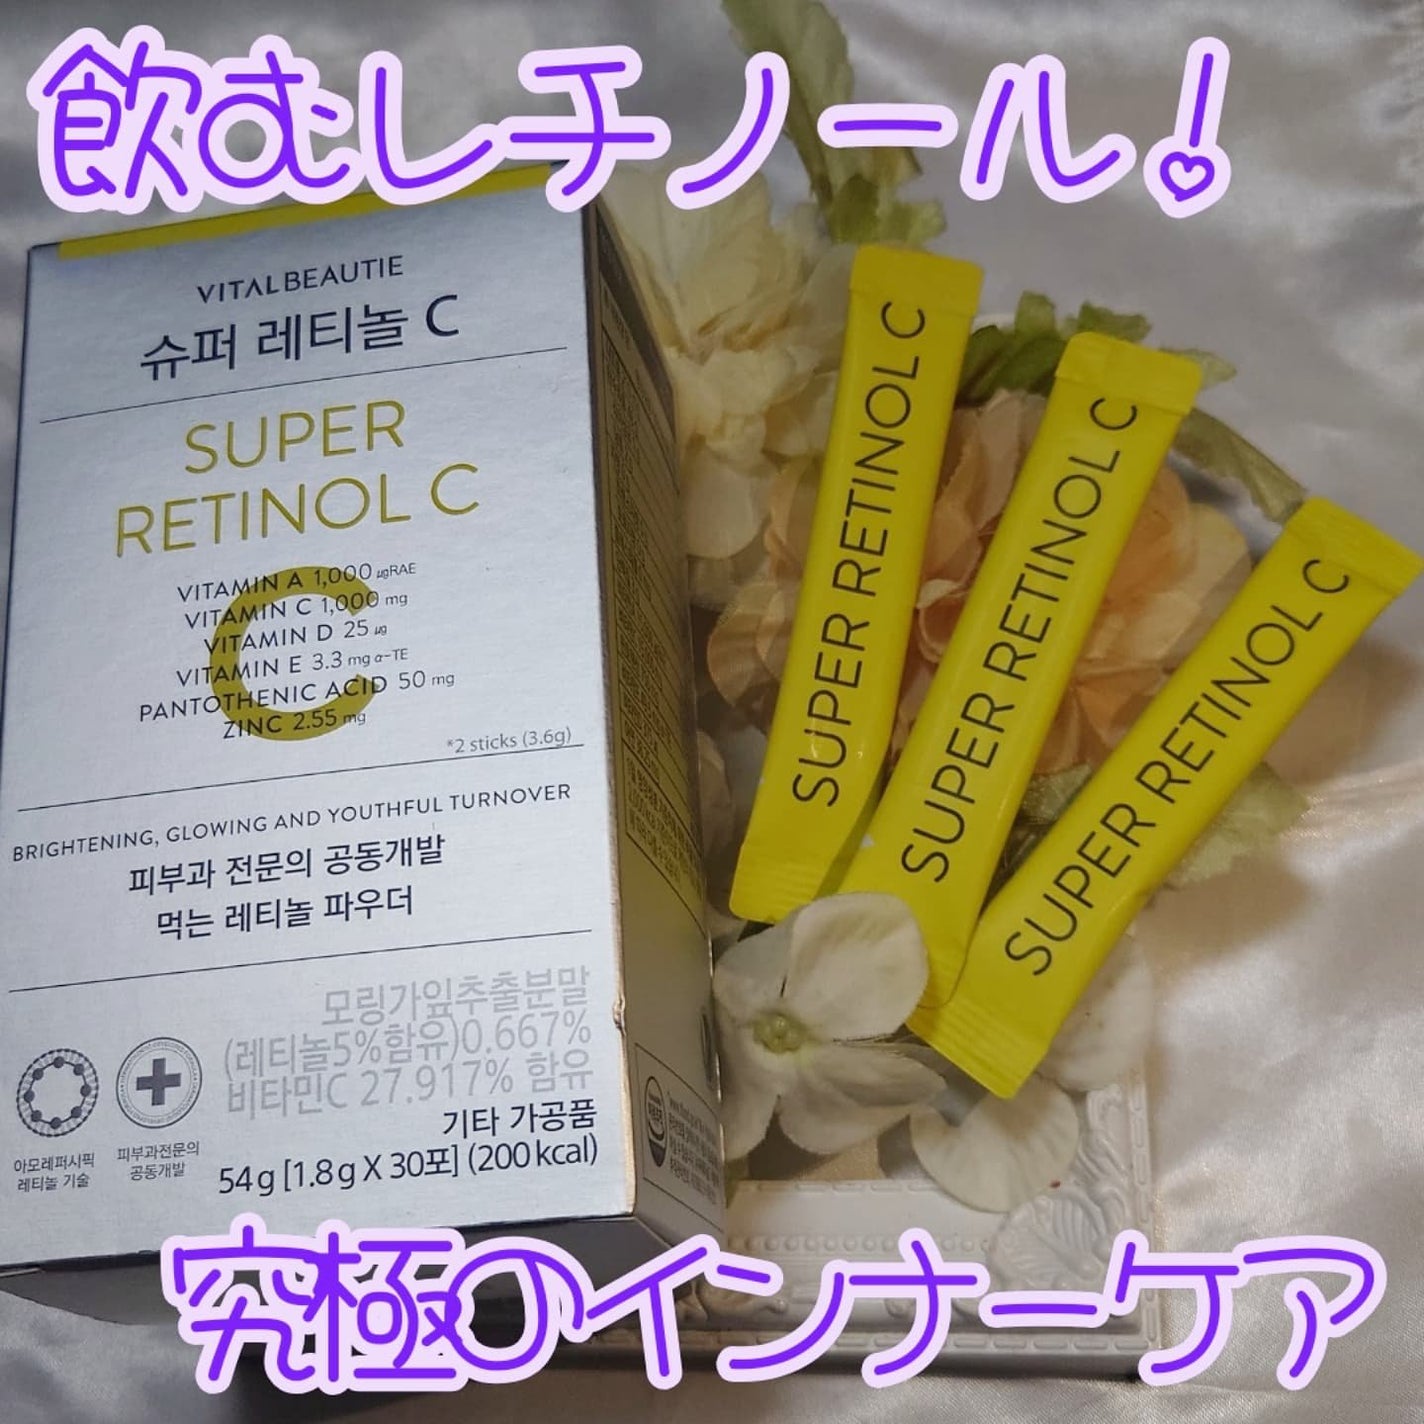 飲むレチノール!
VITALBEAUTIE
슈퍼 레티놀 C
SUPER
RETINOL C
VITAMIN A 1,000 μgRAE
VITAMIN C 1,000 mg
VITAMIN D 25 μg
VITAMIN E 3.3 mg α-TE
PANTOTHENIC ACID 50 mg
ZINC 2.55 mg
*2 sticks (3.6g)
BRIGHTENING, GLOWING AND YOUTHFUL TURNOVER
피부과 전문의 공동개발
먹는 레티놀 파우더
모링가잎추출분말
(레티놀5%함유)0.667%
비타민C 27.917% 함유
기타 가공품
54g [1.8g X 30포] (200kcal)
아모레퍼시픽
레티놀 기술
피부과전문의
공동개발
SUPER RETINOL C
SUPER RETINOL C
SUPER RETINOL C
究極のインナーケア